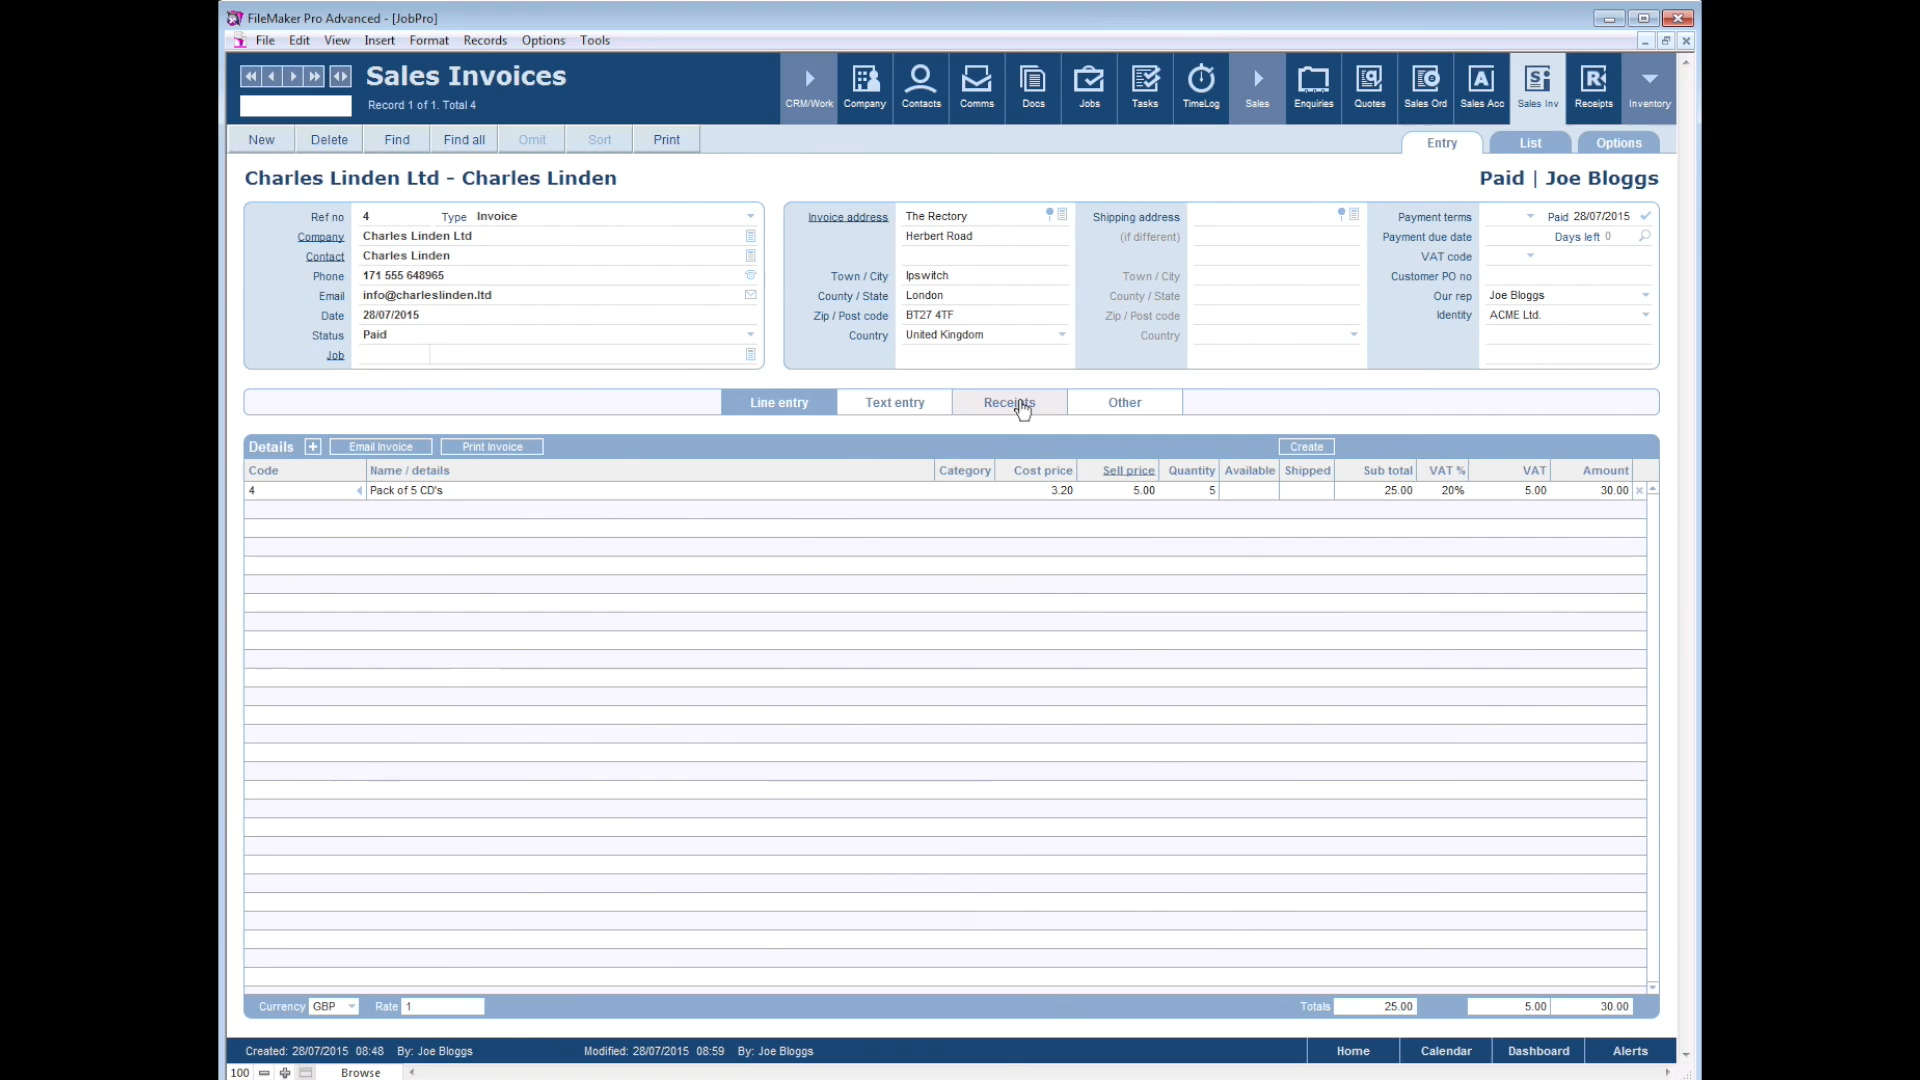 FileMaker Pro Advanced - [JobPro]
File Edit View Insert Format Records Options Tools
Sales Invoices
Record 1 of 1. Total 4
CRM/Work Company Contacts Comms Docs Jobs Tasks TimeLog Sales Enquiries Quotes Sales Ord Sales Acc Sales Inv Receipts Inventory
New Delete Find Find all Omit Sort Print
Entry List Options
Charles Linden Ltd - Charles Linden
Paid | Joe Bloggs
Ref no 4 Type Invoice
Company Charles Linden Ltd
Contact Charles Linden
Phone 171 555 648965
Email info@charleslinden.ltd
Date 28/07/2015
Status Paid
Job
Invoice address The Rectory
Herbert Road
Town / City Ipswitch
County / State London
Zip / Post code BT27 4TF
Country United Kingdom
Shipping address
(if different)
Town / City
County / State
Zip / Post code
Country
Payment terms Paid 28/07/2015
Payment due date Days left 0
VAT code
Customer PO no
Our rep Joe Bloggs
Identity ACME Ltd.
Line entry Text entry Receipts Other
Details + Email Invoice Print Invoice Create
Code Name / details Category Cost price Sell price Quantity Available Shipped Sub total VAT % VAT Amount
4 Pack of 5 CD's 3.20 5.00 5 25.00 20% 5.00 30.00
Currency GBP Rate 1 Totals 25.00 5.00 30.00
Created: 28/07/2015 08:48 By: Joe Bloggs Modified: 28/07/2015 08:59 By: Joe Bloggs
Home Calendar Dashboard Alerts
100 Browse